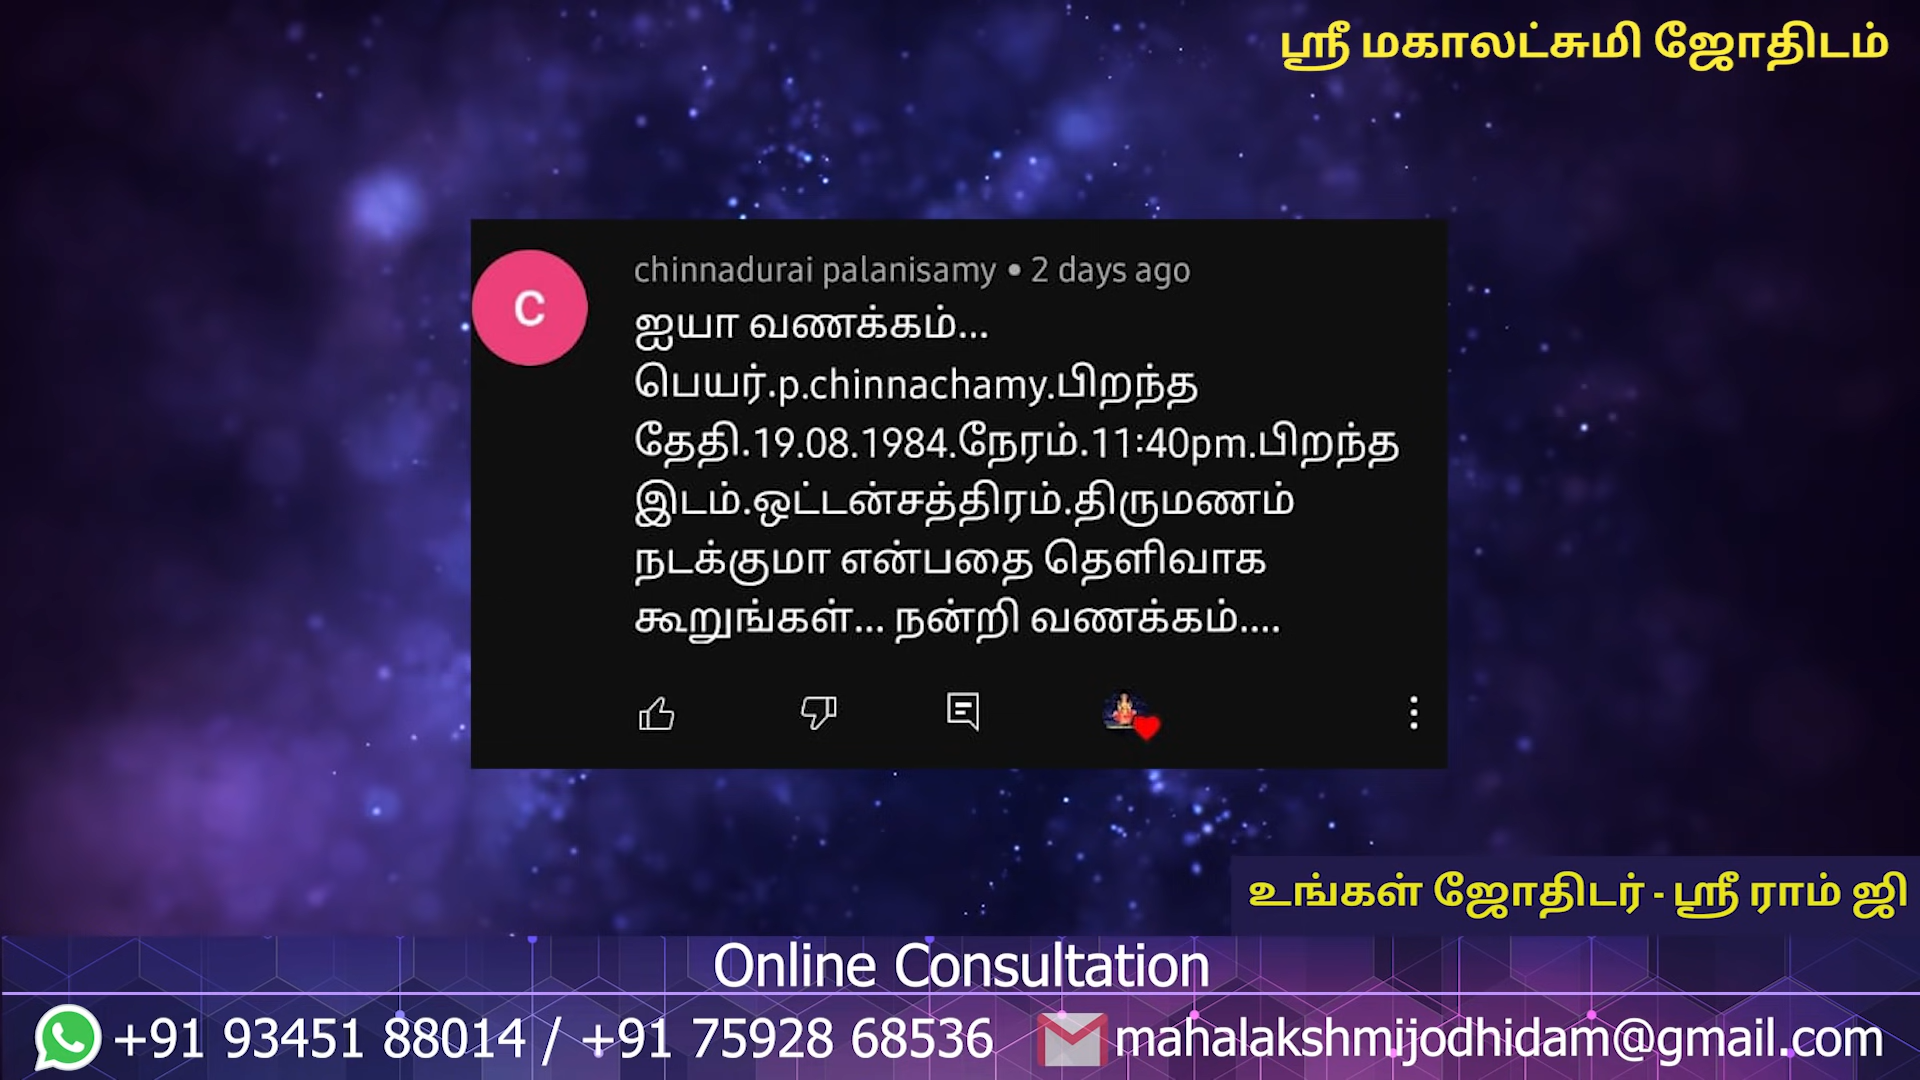 ஸ்ரீ மகாலட்சுமி ஜோதிடம்
C
chinnadurai palanisamy • 2 days ago
ஐயா வணக்கம்...
பெயர்.p.chinnachamy.பிறந்த
தேதி.19.08.1984.நேரம்.11:40pm.பிறந்த
இடம்.ஒட்டன்சத்திரம்.திருமணம்
நடக்குமா என்பதை தெளிவாக
கூறுங்கள்... நன்றி வணக்கம்....
உங்கள் ஜோதிடர் - ஸ்ரீ ராம் ஜி
Online Consultation
+91 93451 88014 / +91 75928 68536 mahalakshmijodhidam@gmail.com